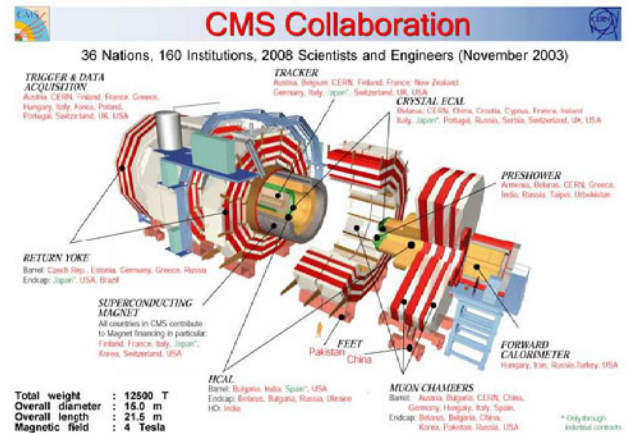 CMS
CMS Collaboration
CERN
36 Nations, 160 Institutions, 2008 Scientists and Engineers (November 2003)
TRIGGER & DATA
ACQUISITION
Austria, CERN, Finland, France, Greece,
Hungary, Italy, Korea, Poland,
Portugal, Switzerland, UK, USA
TRACKER
Austria, Belgium, CERN, Finland, France, New Zealand
Germany, Italy, Japan*, Switzerland, UK, USA
CRYSTAL ECAL
Belarus, CERN, China, Croatia, Cyprus, France, Ireland
Italy, Japan*, Portugal, Russia, Serbia, Switzerland, UK, USA
PRESHOWER
Armenia, Belarus, CERN, Greece,
India, Russia, Taipei, Uzbekistan
RETURN YOKE
Barrel: Czech Rep., Estonia, Germany, Greece, Russia
Endcap: Japan*, USA, Brazil
SUPERCONDUCTING
MAGNET
All countries in CMS contribute
to Magnet financing in particular:
Finland, France, Italy, Japan*,
Korea, Switzerland, USA
FEET
Pakistan
China
FORWARD
CALORIMETER
Hungary, Iran, Russia, Turkey, USA
HCAL
Barrel: Bulgaria, India, Spain*, USA
Endcap: Belarus, Bulgaria, Russia, Ukraine
HO: India
MUON CHAMBERS
Barrel: Austria, Bulgaria, CERN, China,
Germany, Hungary, Italy, Spain,
Endcap: Belarus, Bulgaria, China,
Korea, Pakistan, Russia, USA
Total weight : 12500 T
Overall diameter : 15.0 m
Overall length : 21.5 m
Magnetic field : 4 Tesla
* Only through
industrial contracts